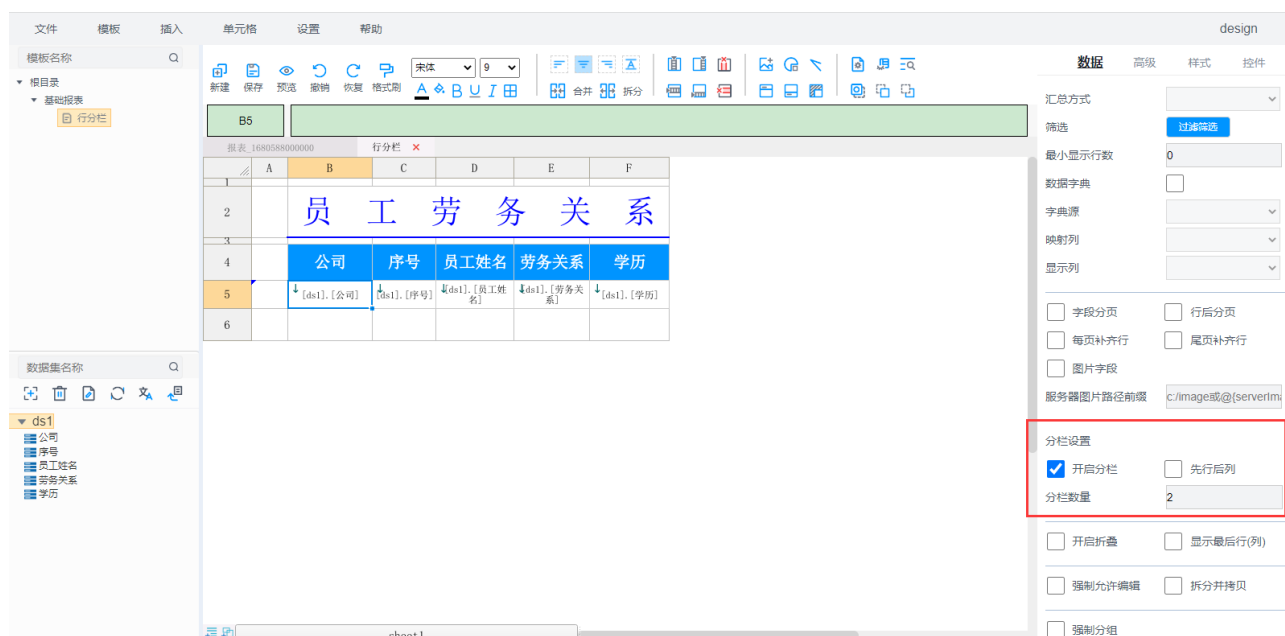 文件 模板 插入 单元格 设置 帮助 design
模板名称
根目录
基础报表
行分栏
新建 保存 预览 撤销 恢复 格式刷 宋体 9 合并 拆分
B5
报表_1680588000000 行分栏
A B C D E F
1
2 员工劳务关系
3
4 公司 序号 员工姓名 劳务关系 学历
5 [ds1].[公司] [ds1].[序号] [ds1].[员工姓名] [ds1].[劳务关系] [ds1].[学历]
6
数据集名称
ds1
公司
序号
员工姓名
劳务关系
学历
sheet1
数据 高级 样式 控件
汇总方式
筛选 过滤筛选
最小显示行数 0
数据字典
字典源
映射列
显示列
字段分页 行后分页
每页补齐行 尾页补齐行
图片字段
服务器图片路径前缀 c:/image或@{serverIma
分栏设置
开启分栏 先行后列
分栏数量 2
开启折叠 显示最后行(列)
强制允许编辑 拆分并拷贝
强制分组